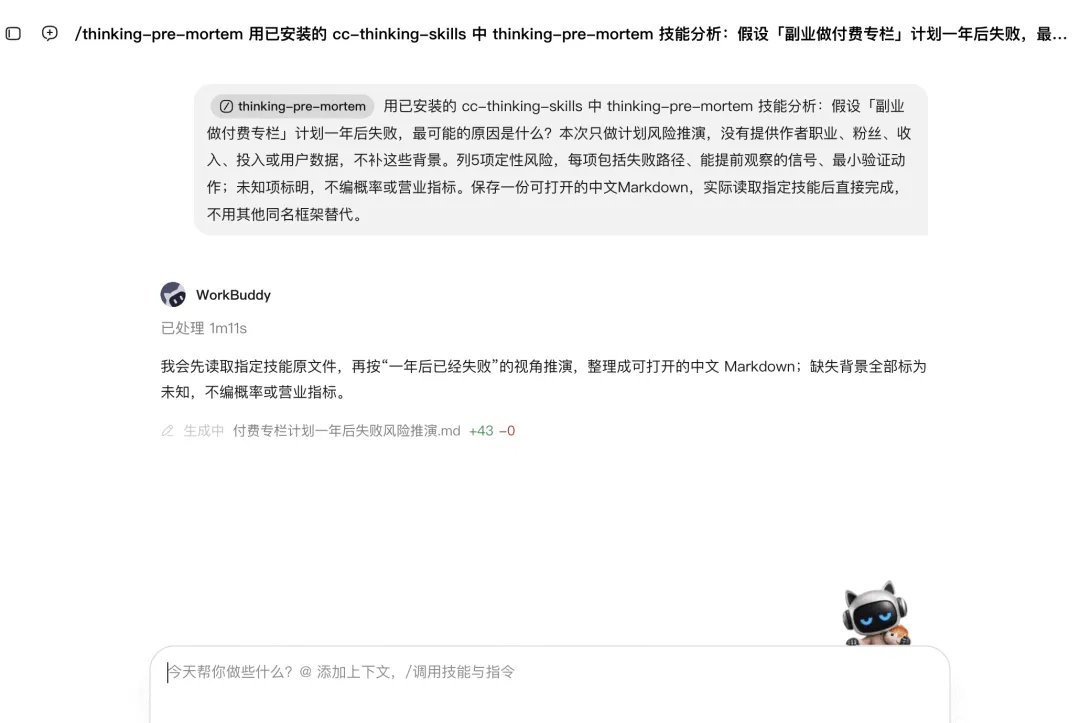 /thinking-pre-mortem 用已安装的 cc-thinking-skills 中 thinking-pre-mortem 技能分析：假设「副业做付费专栏」计划一年后失败，最…
thinking-pre-mortem 用已安装的 cc-thinking-skills 中 thinking-pre-mortem 技能分析：假设「副业
做付费专栏」计划一年后失败，最可能的原因是什么？本次只做计划风险推演，没有提供作者职业、粉丝、收
入、投入或用户数据，不补这些背景。列5项定性风险，每项包括失败路径、能提前观察的信号、最小验证动
作；未知项标明，不编概率或营业指标。保存一份可打开的中文Markdown，实际读取指定技能后直接完成，
不用其他同名框架替代。
WorkBuddy
已处理 1m11s
我会先读取指定技能原文件，再按“一年后已经失败”的视角推演，整理成可打开的中文 Markdown；缺失背景全部标为
未知，不编概率或营业指标。
生成中 付费专栏计划一年后失败风险推演.md +43 −0
今天帮你做些什么？@ 添加上下文，/调用技能与指令